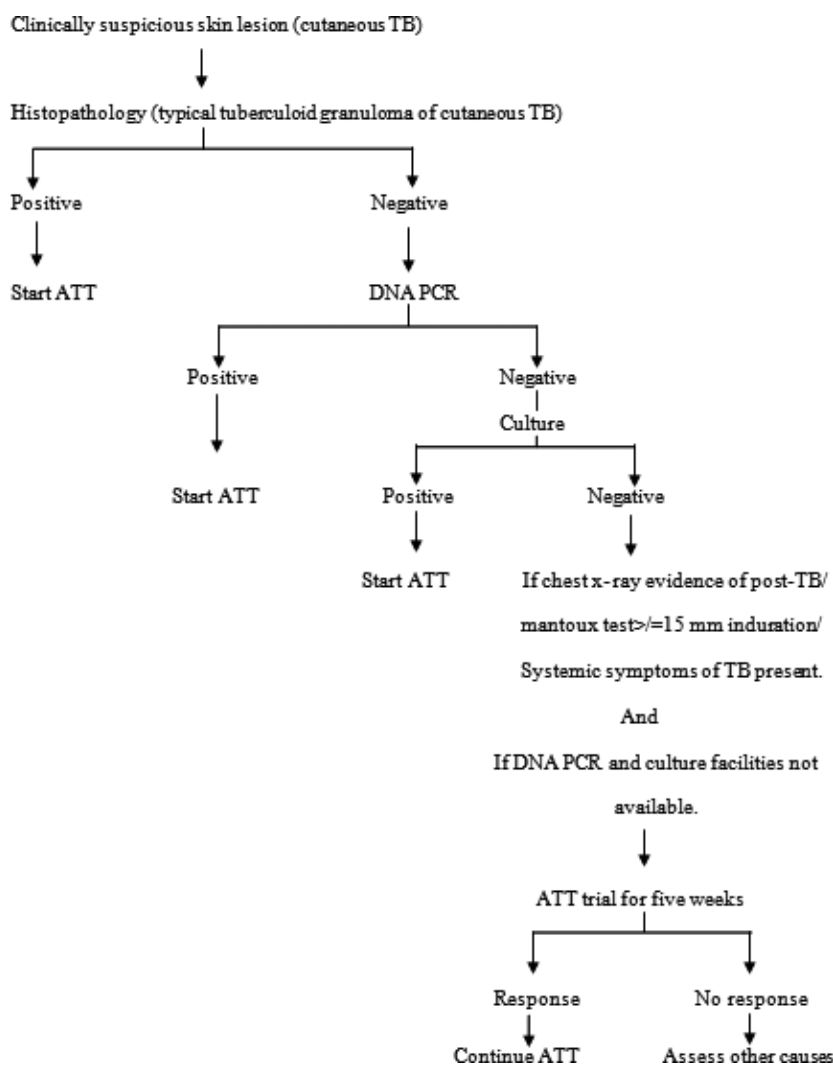 Clinically suspicious skin lesion (cutaneous TB)
Histopathology (typical tuberculoid granuloma of cutaneous TB)
Positive
Negative
Start ATT
DNA PCR
Positive
Negative
Culture
Start ATT
Positive
Negative
Start ATT
If chest x-ray evidence of post-TB/
mantoux test>/=15 mm induration/
Systemic symptoms of TB present.
And
If DNA PCR and culture facilities not
available.
ATT trial for five weeks
Response
No response
Continue ATT
Assess other causes